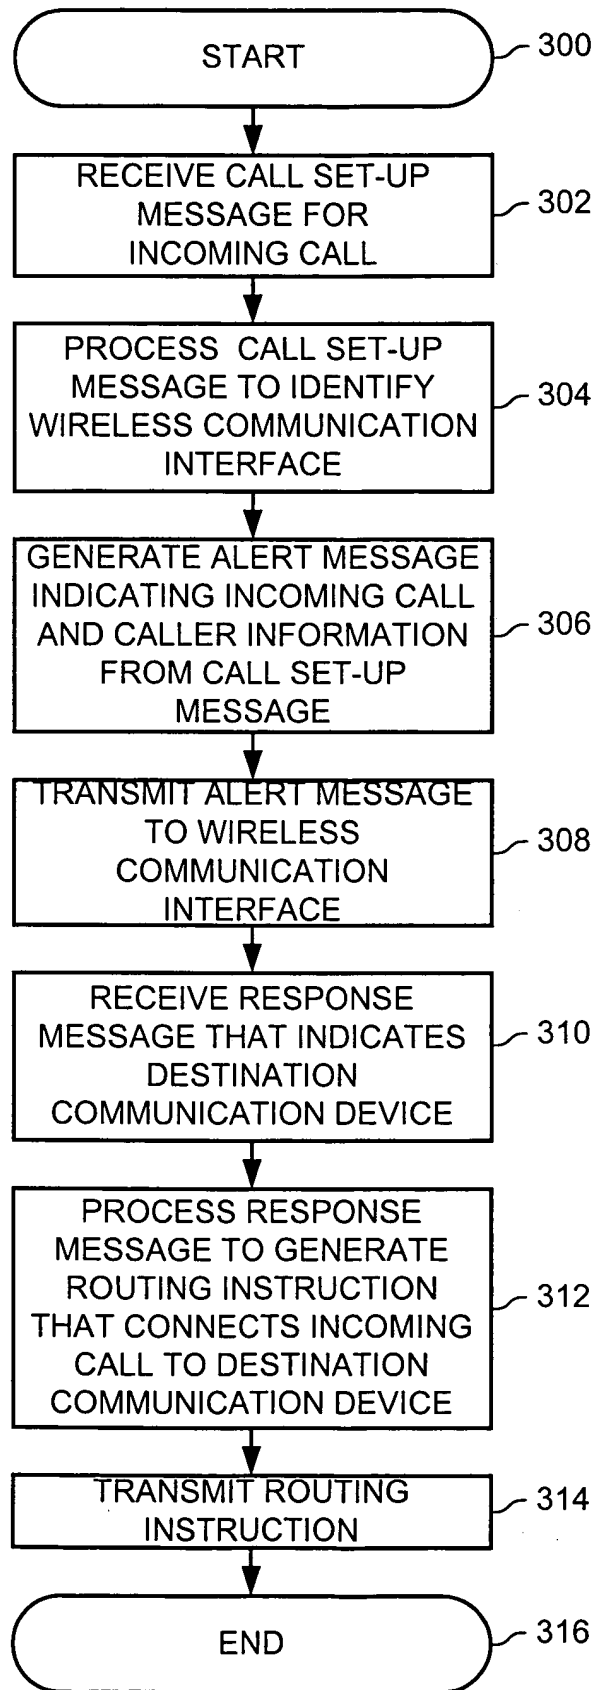 START
300
RECEIVE CALL SET-UP
MESSAGE FOR
INCOMING CALL
302
PROCESS CALL SET-UP
MESSAGE TO IDENTIFY
WIRELESS COMMUNICATION
INTERFACE
304
GENERATE ALERT MESSAGE
INDICATING INCOMING CALL
AND CALLER INFORMATION
FROM CALL SET-UP
MESSAGE
306
TRANSMIT ALERT MESSAGE
TO WIRELESS
COMMUNICATION
INTERFACE
308
RECEIVE RESPONSE
MESSAGE THAT INDICATES
DESTINATION
COMMUNICATION DEVICE
310
PROCESS RESPONSE
MESSAGE TO GENERATE
ROUTING INSTRUCTION
THAT CONNECTS INCOMING
CALL TO DESTINATION
COMMUNICATION DEVICE
312
TRANSMIT ROUTING
INSTRUCTION
314
END
316